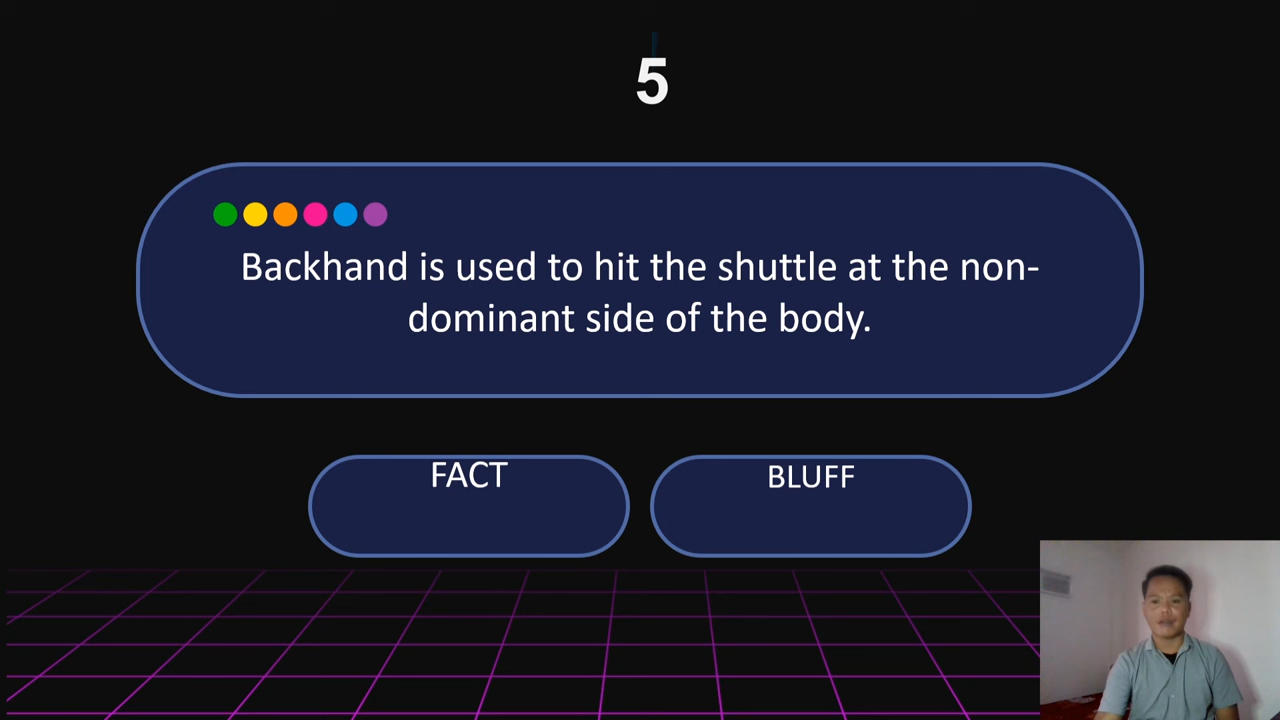 5
Backhand is used to hit the shuttle at the non-
dominant side of the body.
FACT
BLUFF